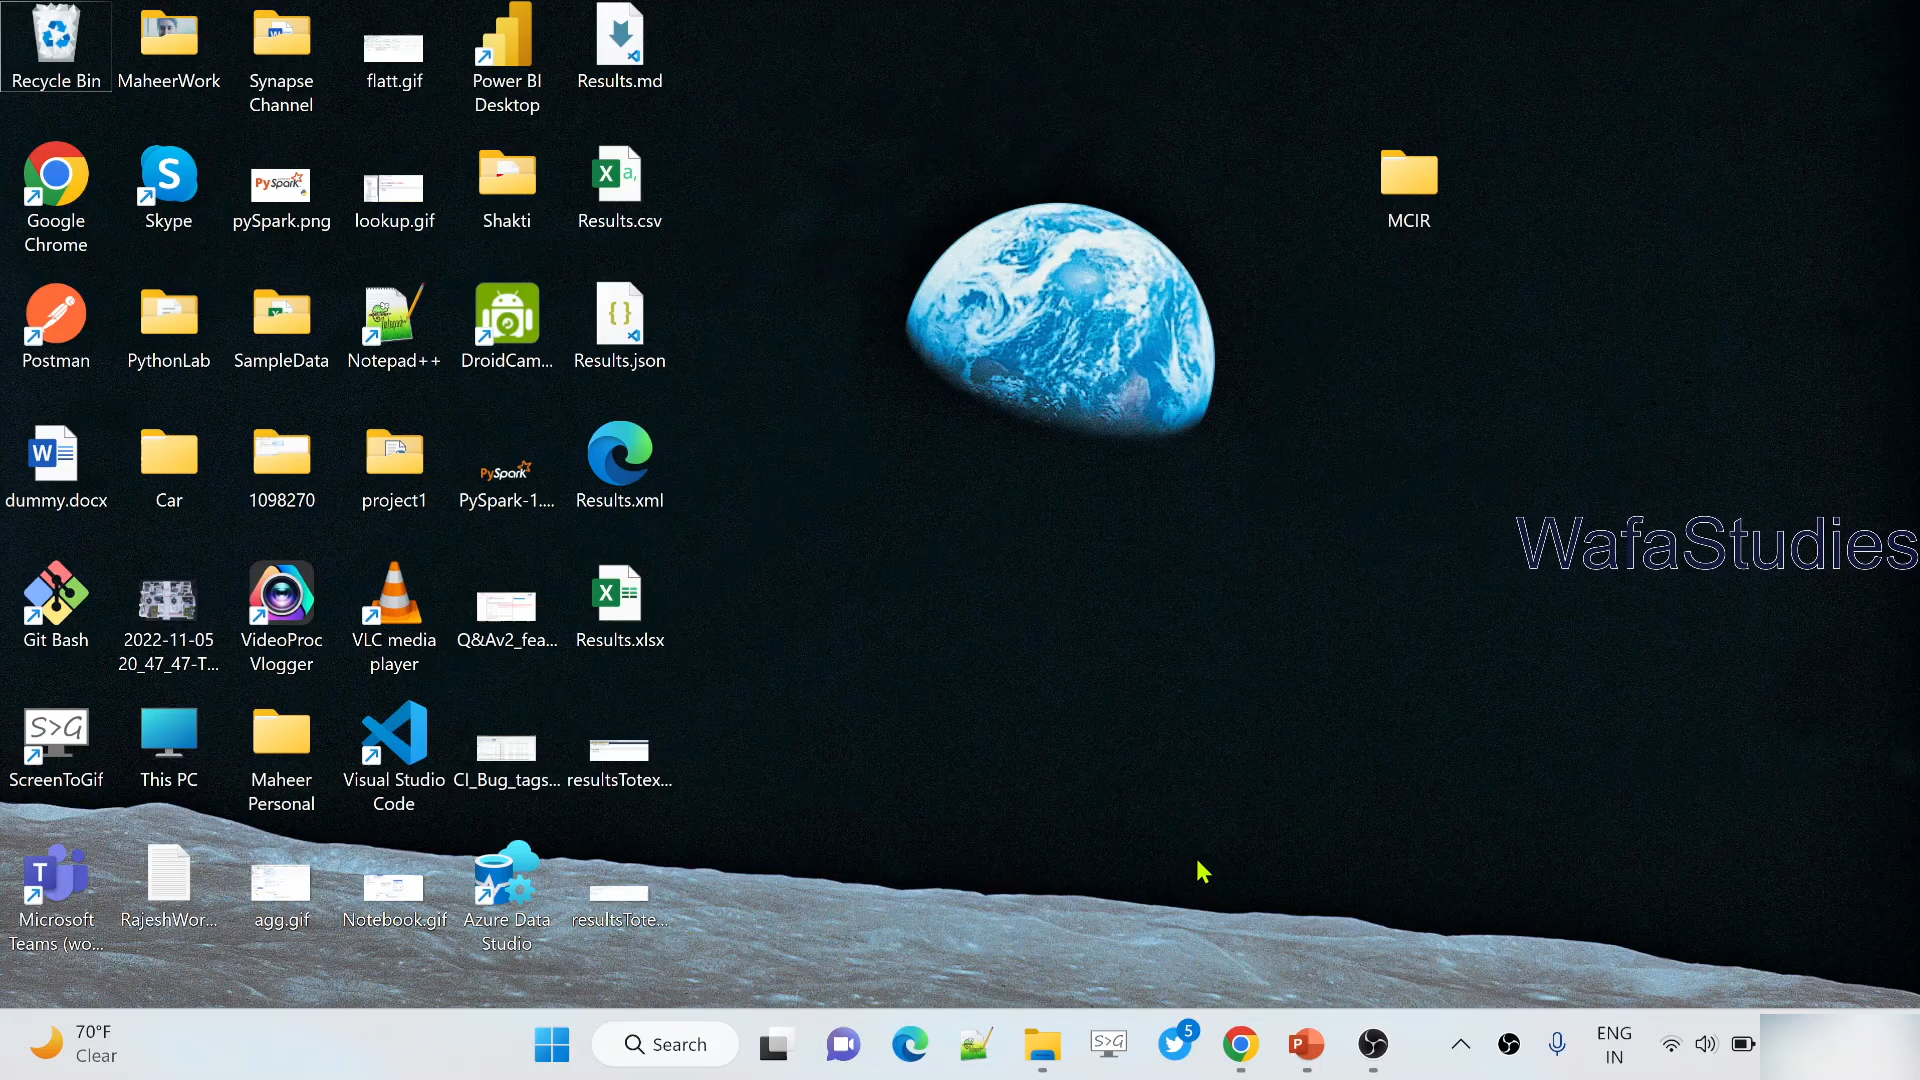 Recycle Bin
MaheerWork
Synapse
Channel
flatt.gif
Power BI
Desktop
Results.md
Google
Chrome
Skype
PySpark
pySpark.png
lookup.gif
Shakti
Results.csv
MCIR
Postman
PythonLab
SampleData
Notepad++
DroidCam...
Results.json
dummy.docx
Car
1098270
project1
PySpark
PySpark-1....
Results.xml
WafaStudies
Git Bash
2022-11-05
20_47_47-T...
VideoProc
Vlogger
VLC media
player
Q&Av2_fea...
Results.xlsx
S>G
ScreenToGif
This PC
Maheer
Personal
Visual Studio
Code
CI_Bug_tags...
resultsTotex...
Microsoft
Teams (wo...
RajeshWor...
agg.gif
Notebook.gif
Azure Data
Studio
resultsTote...
70°F
Clear
Search
S>G
5
ENG
IN